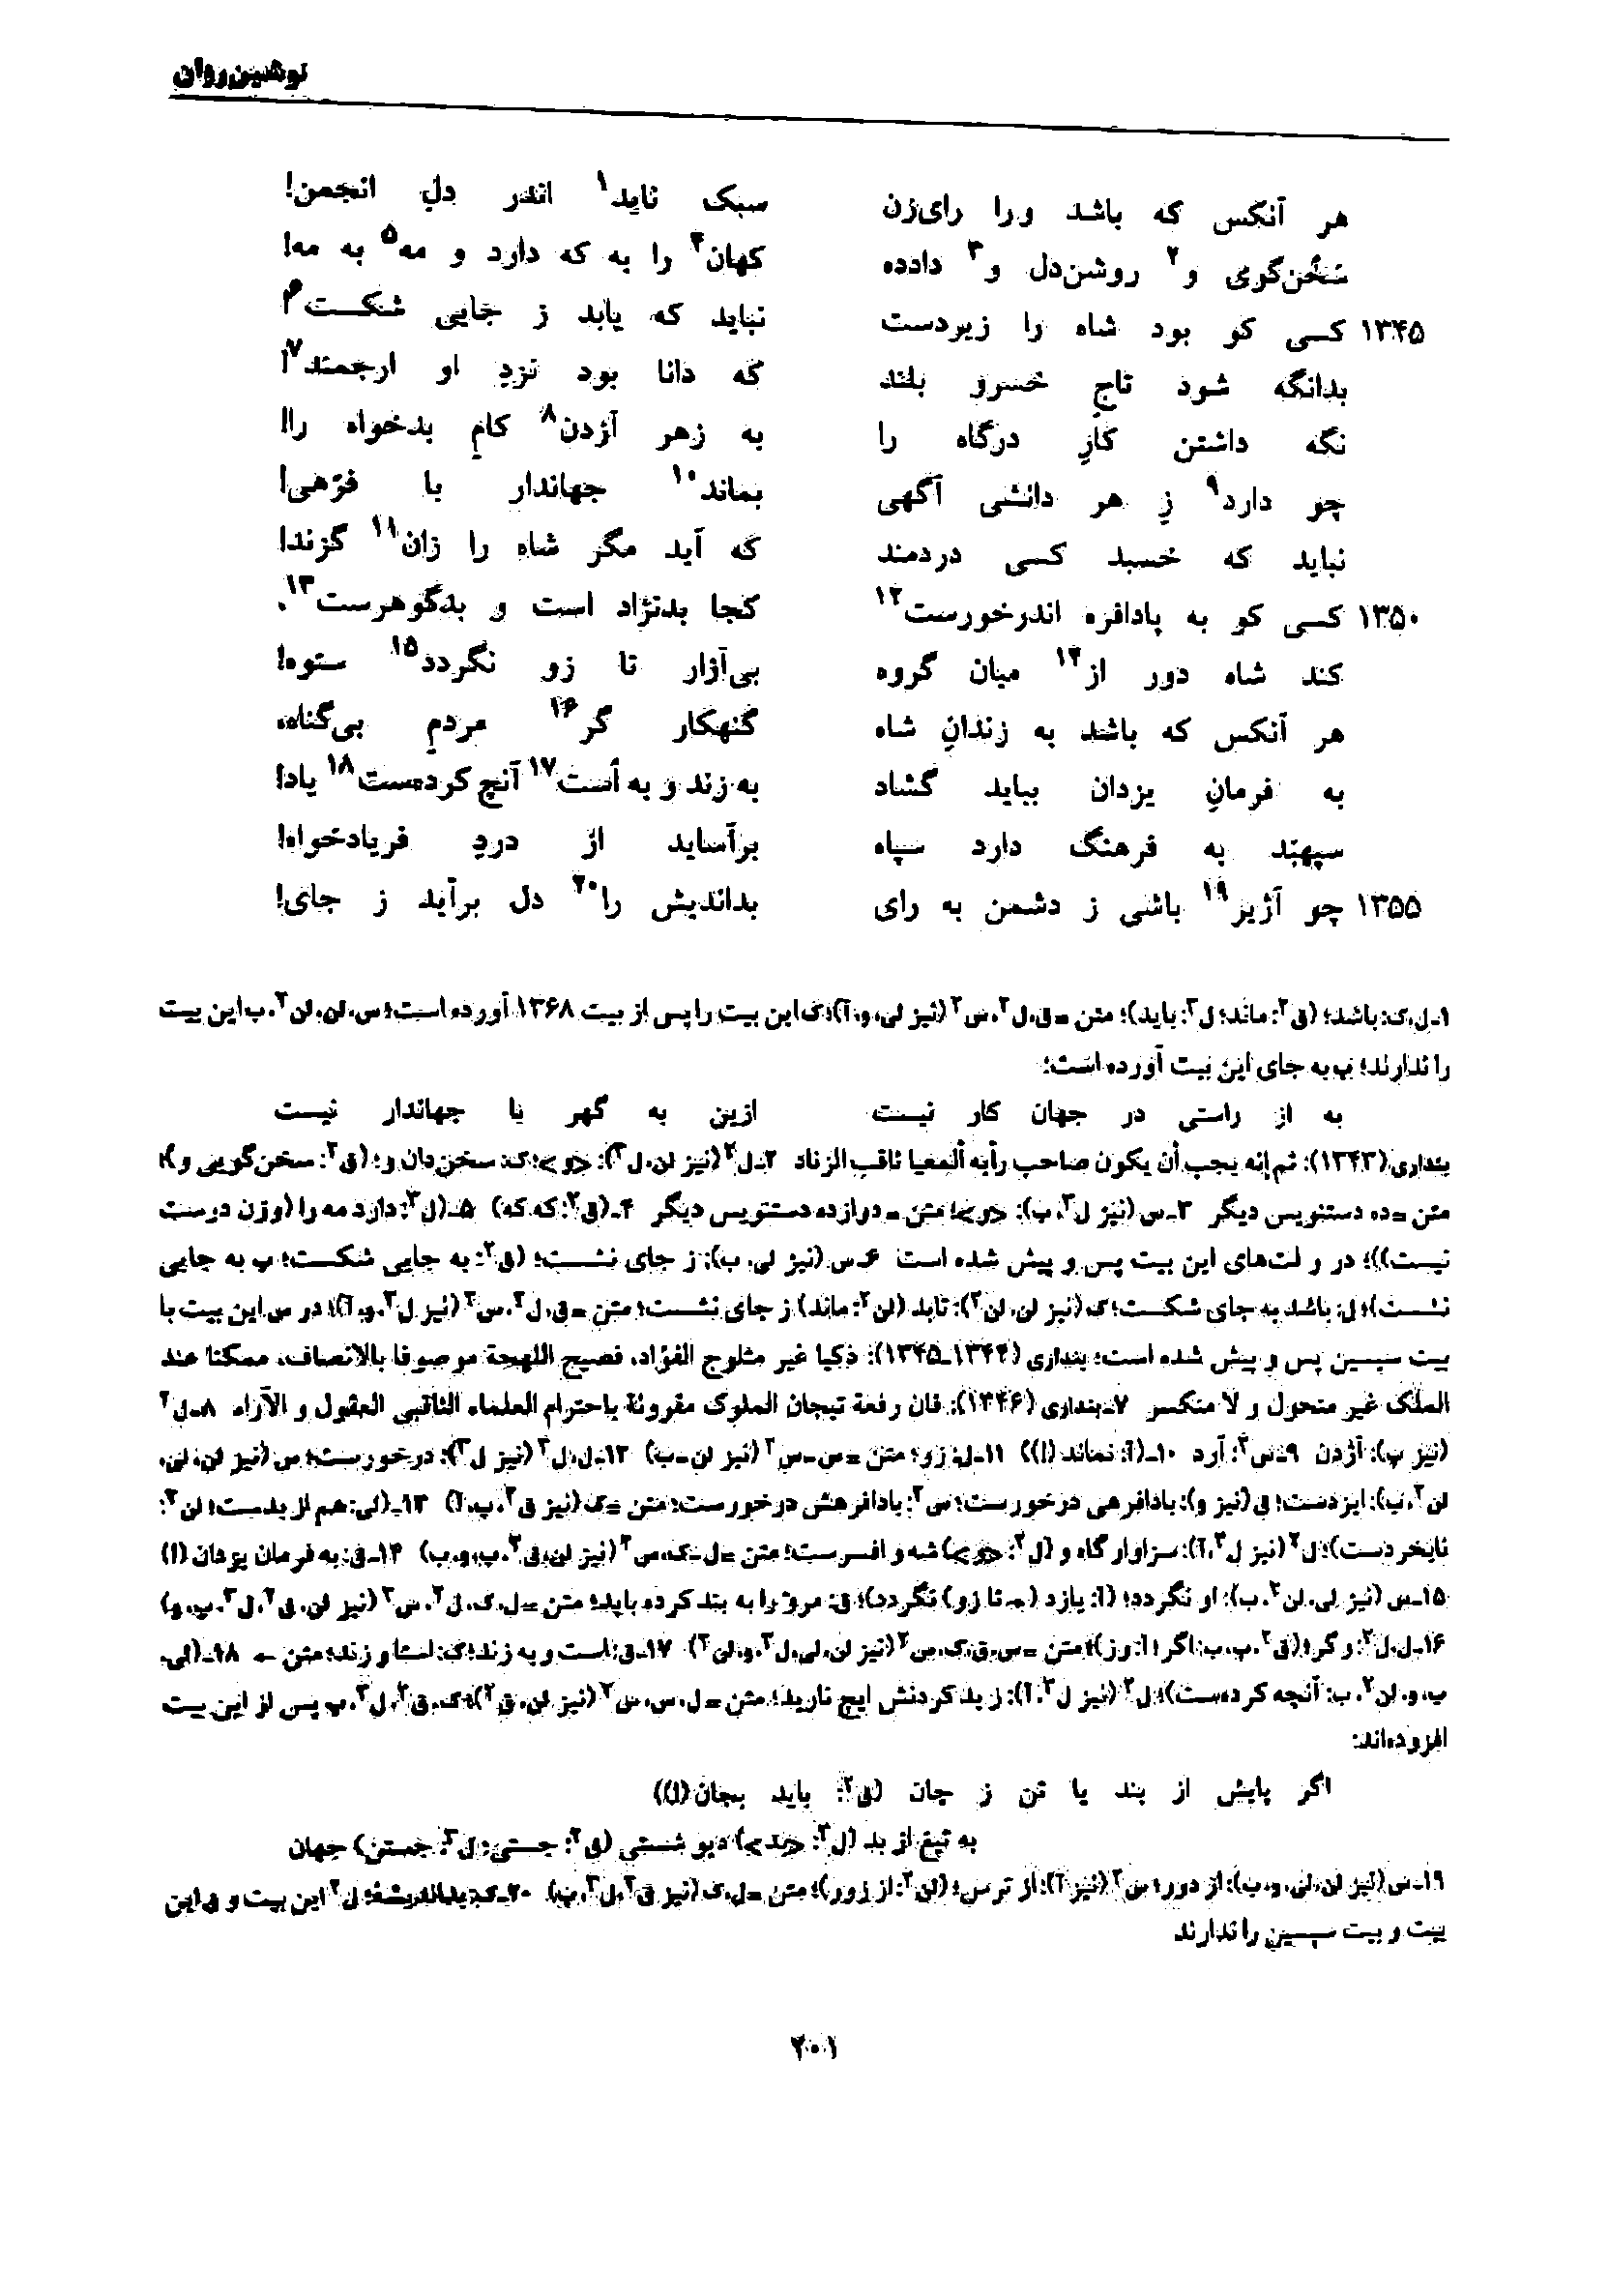 نوشین‌روان
هر آنکس که باشد ورا رای‌زن سبک ناید۱ اندر دلِ انجمن!
سَخُن‌گوی و۲ روشن‌دل و۳ دادده کهان۴ را به که دارد و مه۵ به مه!
۱۳۴۵ کسی کو بود شاه را زیردست نباید که یابد ز جایی شکست۶!
بدانگه شود تاجِ خسرو بلند که دانا بود نزدِ او ارجمند۷!
نگه داشتن کارِ درگاه را به زهر آژدن۸ کامِ بدخواه را!
چو دارد۹ زِ هر دانشی آگهی بماند۱۰ جهاندار با فرّهی!
نباید که خسبد کسی دردمند که آید مگر شاه را زان۱۱ گزند!
۱۳۵۰ کسی کو به پادافره اندرخورست۱۲ کجا بدنژاد است و بدگوهرست۱۳،
کند شاه دور از۱۴ میان گروه بی‌آزار تا زو نگردد۱۵ ستوه!
هر آنکس که باشد به زندانِ شاه گنهکار گر۱۶ مردمِ بی‌گناه،
به فرمانِ یزدان بباید گشاد به زند و به اُست۱۷ آنچ کرده‌ست۱۸ یاد!
سپهبَد به فرهنگ دارد سپاه برآساید از دردِ فریادخواه!
۱۳۵۵ چو آژیر۱۹ باشی ز دشمن به رای بداندیش را۲۰ دل برآید ز جای!
۱ـ ل، ک: باشد؛ (ق۲: ماند؛ ل۳: باید)؛ متن = ق، ل۲، س۲ (نیز لی، و، آ)؛ ک این بیت را پس از بیت ۱۳۶۸ آورده است؛ س، لن، لن۲، ب این بیت
را ندارند؛ پ به جای این بیت آورده است:
به از راستی در جهان کار نیست ازین به گهر با جهاندار نیست
بنداری (۱۳۴۳): ثم إنه یجب أن یکون صاحب رأیه ألمعیا ثاقب الزناد ۲ـ ل۲ (نیز لن، ل۳): <و>؛ ک: سخن‌دان و؛ (ق۲: سخن‌گویی و)؛
متن = ده دستنویس دیگر ۳ـ س (نیز ل۳، ب): <و>؛ متن = دوازده دستنویس دیگر ۴ـ (ق۲: که که) ۵ـ (ل۳: دارد مه را (وزن درست
نیست))؛ در و لت‌های این بیت پس و پیش شده است ۶ـ س (نیز لی، ب): ز جای نشست؛ (ق۲: به جایی شکست؛ پ به جایی
نشست)؛ ل: باشد به جای شکست؛ ک (نیز لن، لن۲): تابد (لن۲: ماند) ز جای نشست؛ متن = ق، ل۲، س۲ (نیز ل۳، و، آ)؛ در س این بیت با
بیت سپسین پس و پیش شده است؛ بنداری (۱۳۴۴ـ۱۳۴۵): ذکیا غیر مثلوج الفؤاد، فصیح اللهجة موصوفا بالانصاف، ممکنا عند
الملک غیر متحول و لا منکسر ۷ـ بنداری (۱۳۴۶): فان رفعة تیجان الملوک مقرونة باحترام العلماء الثاقبی العقول و الآراء ۸ـ ل۲
(نیز پ): آژدن ۹ـ س۲: آرد ۱۰ـ (آ: نماند (!)) ۱۱ـ ل: زو؛ متن = س ـ س۲ (نیز لن ـ ب) ۱۲ـ ل، ل۲ (نیز ل۳): درخورست؛ س (نیز لن، لی،
لن۲، ب): ایزدست؛ ق (نیز و): بادافرهی درخورست؛ س۲: بادافرهش درخورست؛ متن = ک (نیز ق۲، پ، آ) ۱۳ـ (لی: هم از بدست؛ لن۲:
نابخردست)؛ ل۲ (نیز ل۳، آ): سزاوار گاه و (ل۳: <و>) شه و افسرست؛ متن = ل ـ ک، س۲ (نیز لن، ق۲، پ، و، ب) ۱۴ـ ق: به فرمان یزدان (!)
۱۵ـ س (نیز لی، لن۲، ب): او نگردد؛ (آ: یازد (ـه تا زو) نگردد)؛ ق: مرو را به بند کرده باید؛ متن = ل، ک، ل۲، س۲ (نیز لن، ق۲، ل۳، پ، و)
۱۶ـ ل، ل۲: و گر؛ (ق۲، پ، ب: اگر؛ آ: وز)؛ متن = س، ق، ک، س۲ (نیز لن، لی، ل۳، و، لن۲) ۱۷ـ ق: است و به زند؛ ک: استا و زند؛ متن ← ۱۸ـ (لی،
پ، و، لن۲، ب: آنچه کرده‌ست)؛ ل۲ (نیز ل۳، آ): ز بد کردنش ایچ نارید؛ متن = ل، س، س۲ (نیز لن، ق۲)؛ ک، ق۲، ل۳، پ پس از این بیت
افزوده‌اند:
اگر پایش از بند یا تن ز جان (ق۲: باید بجان (!))
به تیغ از بد (ل۳: <بد>) دیو شستی (ق۲: جستی؛ ل۳: جستن) جهان
۱۹ـ س (نیز لن، لی، و، ب): از دور؛ س۲ (نیز آ): از ترس؛ (لن۲: از زور)؛ متن = ل، ک (نیز ق۲، ل۳، پ) ۲۰ـ ک: بداندیشه؛ ل۲ این بیت و ق این
بیت و بیت سپسین را ندارند
۲۰۱